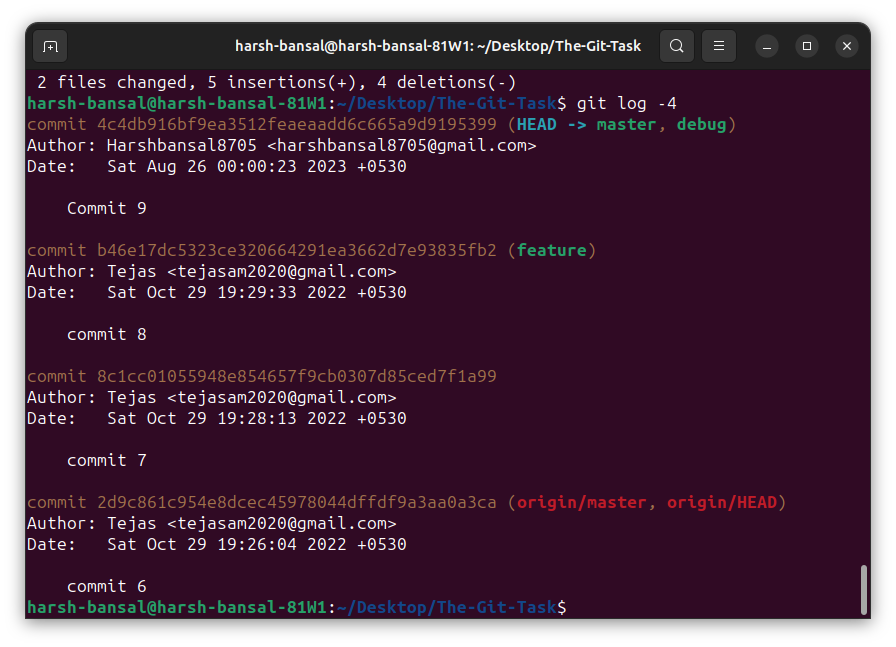 harsh-bansal@harsh-bansal-81W1: ~/Desktop/The-Git-Task
2 files changed, 5 insertions(+), 4 deletions(-)
harsh-bansal@harsh-bansal-81W1:~/Desktop/The-Git-Task$ git log -4
commit 4c4db916bf9ea3512feaeaadd6c665a9d9195399 (HEAD -> master, debug)
Author: Harshbansal8705 <harshbansal8705@gmail.com>
Date:   Sat Aug 26 00:00:23 2023 +0530
Commit 9
commit b46e17dc5323ce320664291ea3662d7e93835fb2 (feature)
Author: Tejas <tejasam2020@gmail.com>
Date:   Sat Oct 29 19:29:33 2022 +0530
commit 8
commit 8c1cc01055948e854657f9cb0307d85ced7f1a99
Author: Tejas <tejasam2020@gmail.com>
Date:   Sat Oct 29 19:28:13 2022 +0530
commit 7
commit 2d9c861c954e8dcec45978044dffdf9a3aa0a3ca (origin/master, origin/HEAD)
Author: Tejas <tejasam2020@gmail.com>
Date:   Sat Oct 29 19:26:04 2022 +0530
commit 6
harsh-bansal@harsh-bansal-81W1:~/Desktop/The-Git-Task$